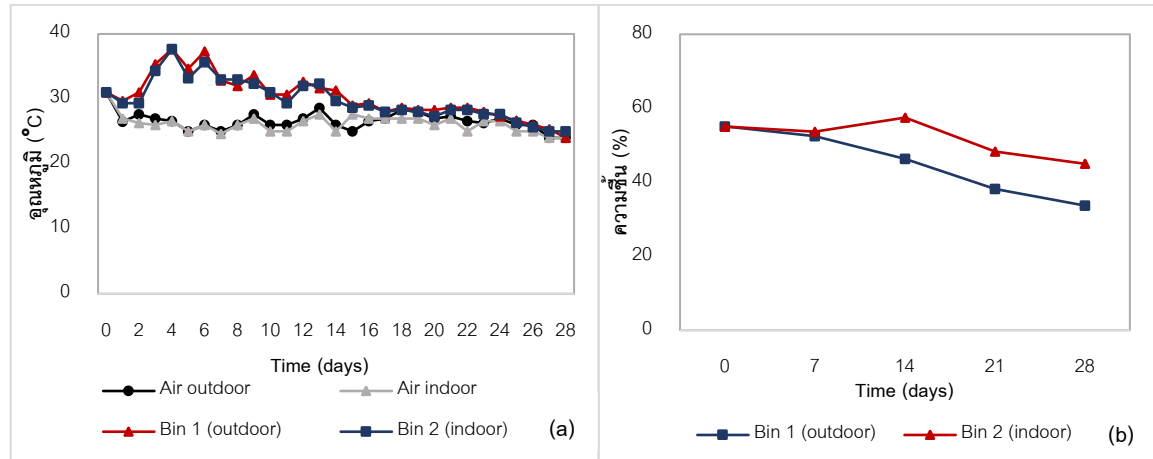 40
30
20
10
0
อุณหภูมิ (°C)
0 2 4 6 8 10 12 14 16 18 20 22 24 26 28
Time (days)
Air outdoor Air indoor
Bin 1 (outdoor) Bin 2 (indoor) (a)
80
60
40
20
0
ความชื้น (%)
0 7 14 21 28
Time (days)
Bin 1 (outdoor) Bin 2 (indoor) (b)